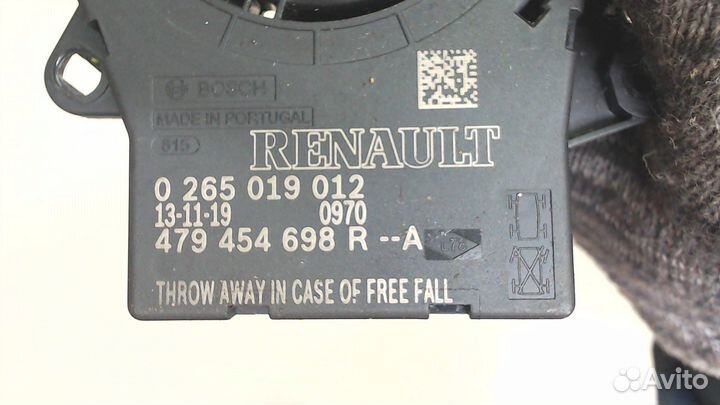 BOSCH
MADE IN PORTUGAL
815
RENAULT
0 265 019 012
13-11-19 0970
479 454 698 R --A
THROW AWAY IN CASE OF FREE FALL
Avito